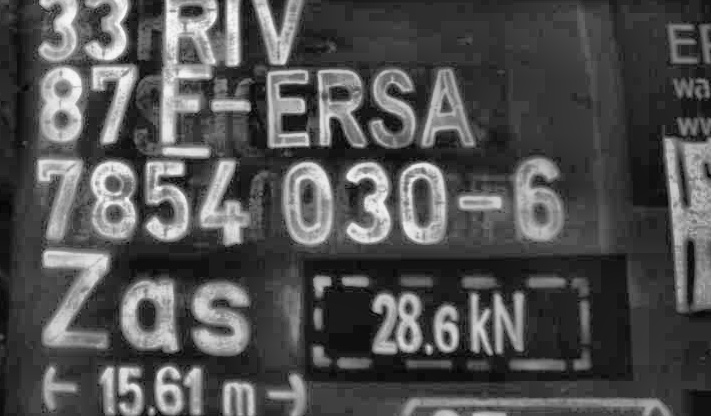 33 RIV
87 F-ERSA
7854 030-6
Zas
28.6 kN
15.61 m